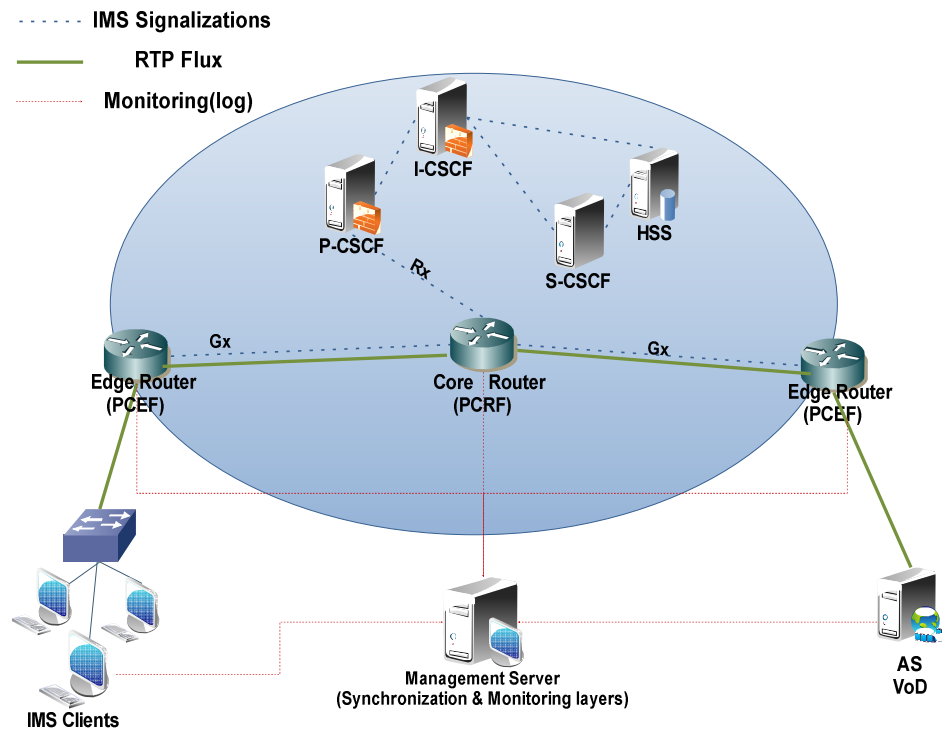 IMS Signalizations
RTP Flux
Monitoring(log)
I-CSCF
P-CSCF
HSS
S-CSCF
Rx
Gx
Gx
Edge Router
(PCEF)
Core Router
(PCRF)
Edge Router
(PCEF)
Management Server
(Synchronization & Monitoring layers)
AS
VoD
IMS Clients